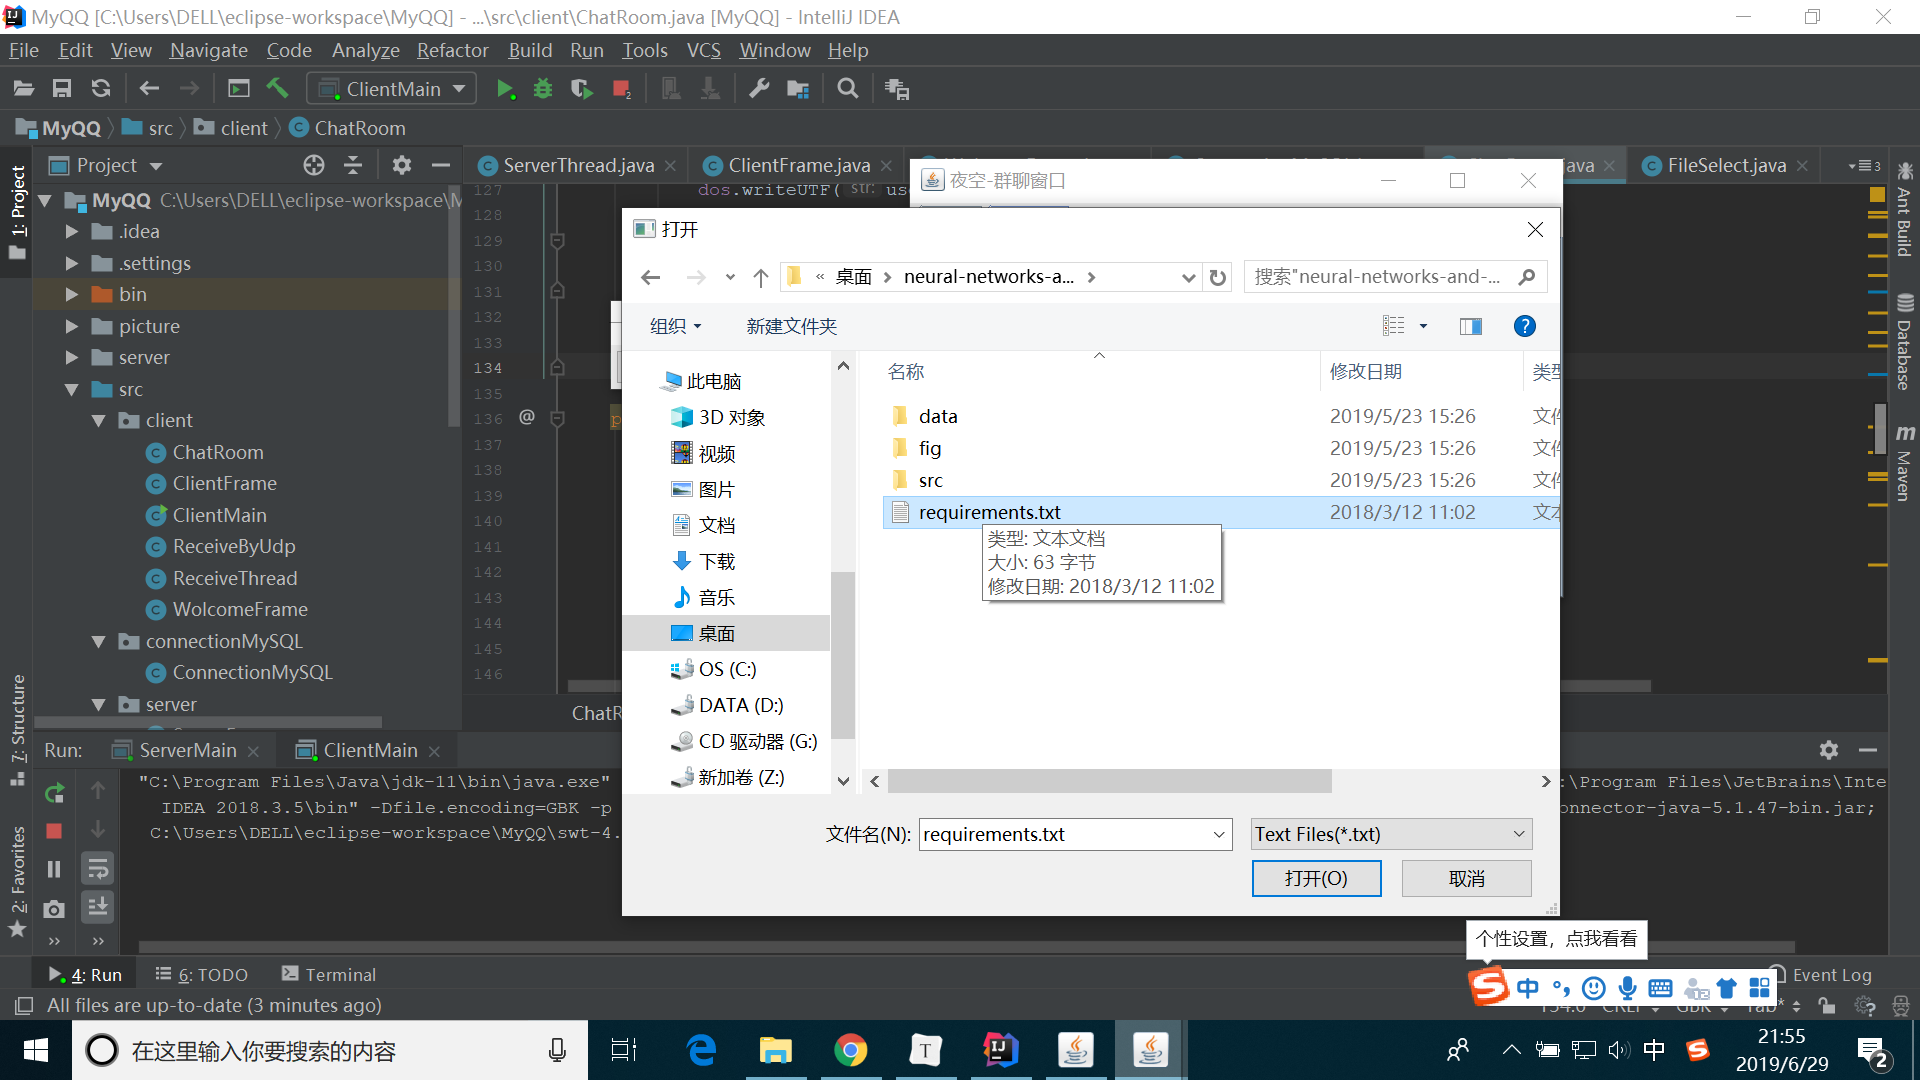 MyQQ [C:\Users\DELL\eclipse-workspace\MyQQ] - ...\src\client\ChatRoom.java [MyQQ] - IntelliJ IDEA
File Edit View Navigate Code Analyze Refactor Build Run Tools VCS Window Help
ClientMain
MyQQ src client ChatRoom
Project
ServerThread.java
ClientFrame.java
java
FileSelect.java
3
1: Project
7: Structure
2: Favorites
Ant Build
Database
m Maven
MyQQ C:\Users\DELL\eclipse-workspace\M
.idea
.settings
bin
picture
server
src
client
ChatRoom
ClientFrame
ClientMain
ReceiveByUdp
ReceiveThread
WolcomeFrame
connectionMySQL
ConnectionMySQL
server
127
dos.writeUTF( str: use
128
129
130
131
132
133
134
135
136 @ p
137
138
139
140
141
142
143
144
145
146
ChatR
夜空-群聊窗口
打开
« 桌面 › neural-networks-a... ›
搜索"neural-networks-and-...
组织
新建文件夹
此电脑
3D 对象
视频
图片
文档
下载
音乐
桌面
OS (C:)
DATA (D:)
CD 驱动器 (G:)
新加卷 (Z:)
名称 修改日期 类型
data 2019/5/23 15:26 文件
fig 2019/5/23 15:26 文件
src 2019/5/23 15:26 文件
requirements.txt 2018/3/12 11:02 文本
类型: 文本文档
大小: 63 字节
修改日期: 2018/3/12 11:02
文件名(N): requirements.txt
Text Files(*.txt)
打开(O)
取消
Run: ServerMain ClientMain
"C:\Program Files\Java\jdk-11\bin\java.exe"
:\Program Files\JetBrains\Inte
IDEA 2018.3.5\bin" -Dfile.encoding=GBK -p
onnector-java-5.1.47-bin.jar;
C:\Users\DELL\eclipse-workspace\MyQQ\swt-4.
个性设置，点我看看
中
4: Run
6: TODO
Terminal
Event Log
All files are up-to-date (3 minutes ago)
在这里输入你要搜索的内容
中
21:55
2019/6/29
2